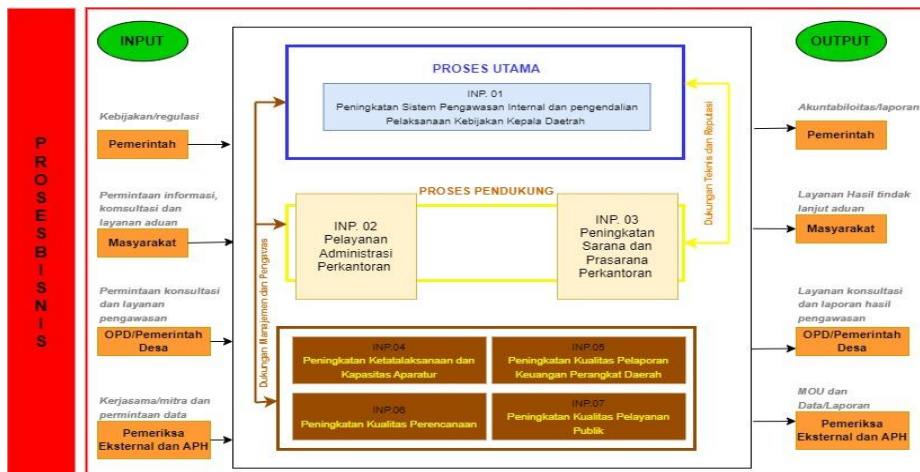 PROSESBISNIS
INPUT
Kebijakan/regulasi
Pemerintah
Permintaan informasi,
komsultasi dan
layanan aduan
Masyarakat
Permintaan konsultasi
dan layanan
pengawasan
OPD/Pemerintah
Desa
Kerjasama/mitra dan
permintaan data
Pemeriksa
Eksternal dan APH
Dukungan Manajemen dan Pengawas
PROSES UTAMA
INP. 01
Peningkatan Sistem Pengawasan Internal dan pengendalian
Pelaksanaan Kebijakan Kepala Daetrah
PROSES PENDUKUNG
INP. 02
Pelayanan
Administrasi
Perkantoran
INP. 03
Peningkatan
Sarana dan
Prasarana
Perkantoran
Dukungan Teknis dan Reputasi
INP.04
Peningkatan Ketatalaksanaan dan
Kapasitas Aparatur
INP.05
Peningkatan Kualitas Pelaporan
Keuangan Perangkat Daerah
INP.06
Peningkatan Kualitas Perencanaan
INP.07
Peningkatan Kualitas Pelayanan
Publik
OUTPUT
Akuntabiloitas/laporan
Pemerintah
Layanan Hasil tindak
lanjut aduan
Masyarakat
Layanan konsultasi
dan laporan hasil
pengawasan
OPD/Pemerintah
Desa
MOU dan
Data/Laporan
Pemeriksa
Eksternal dan APH